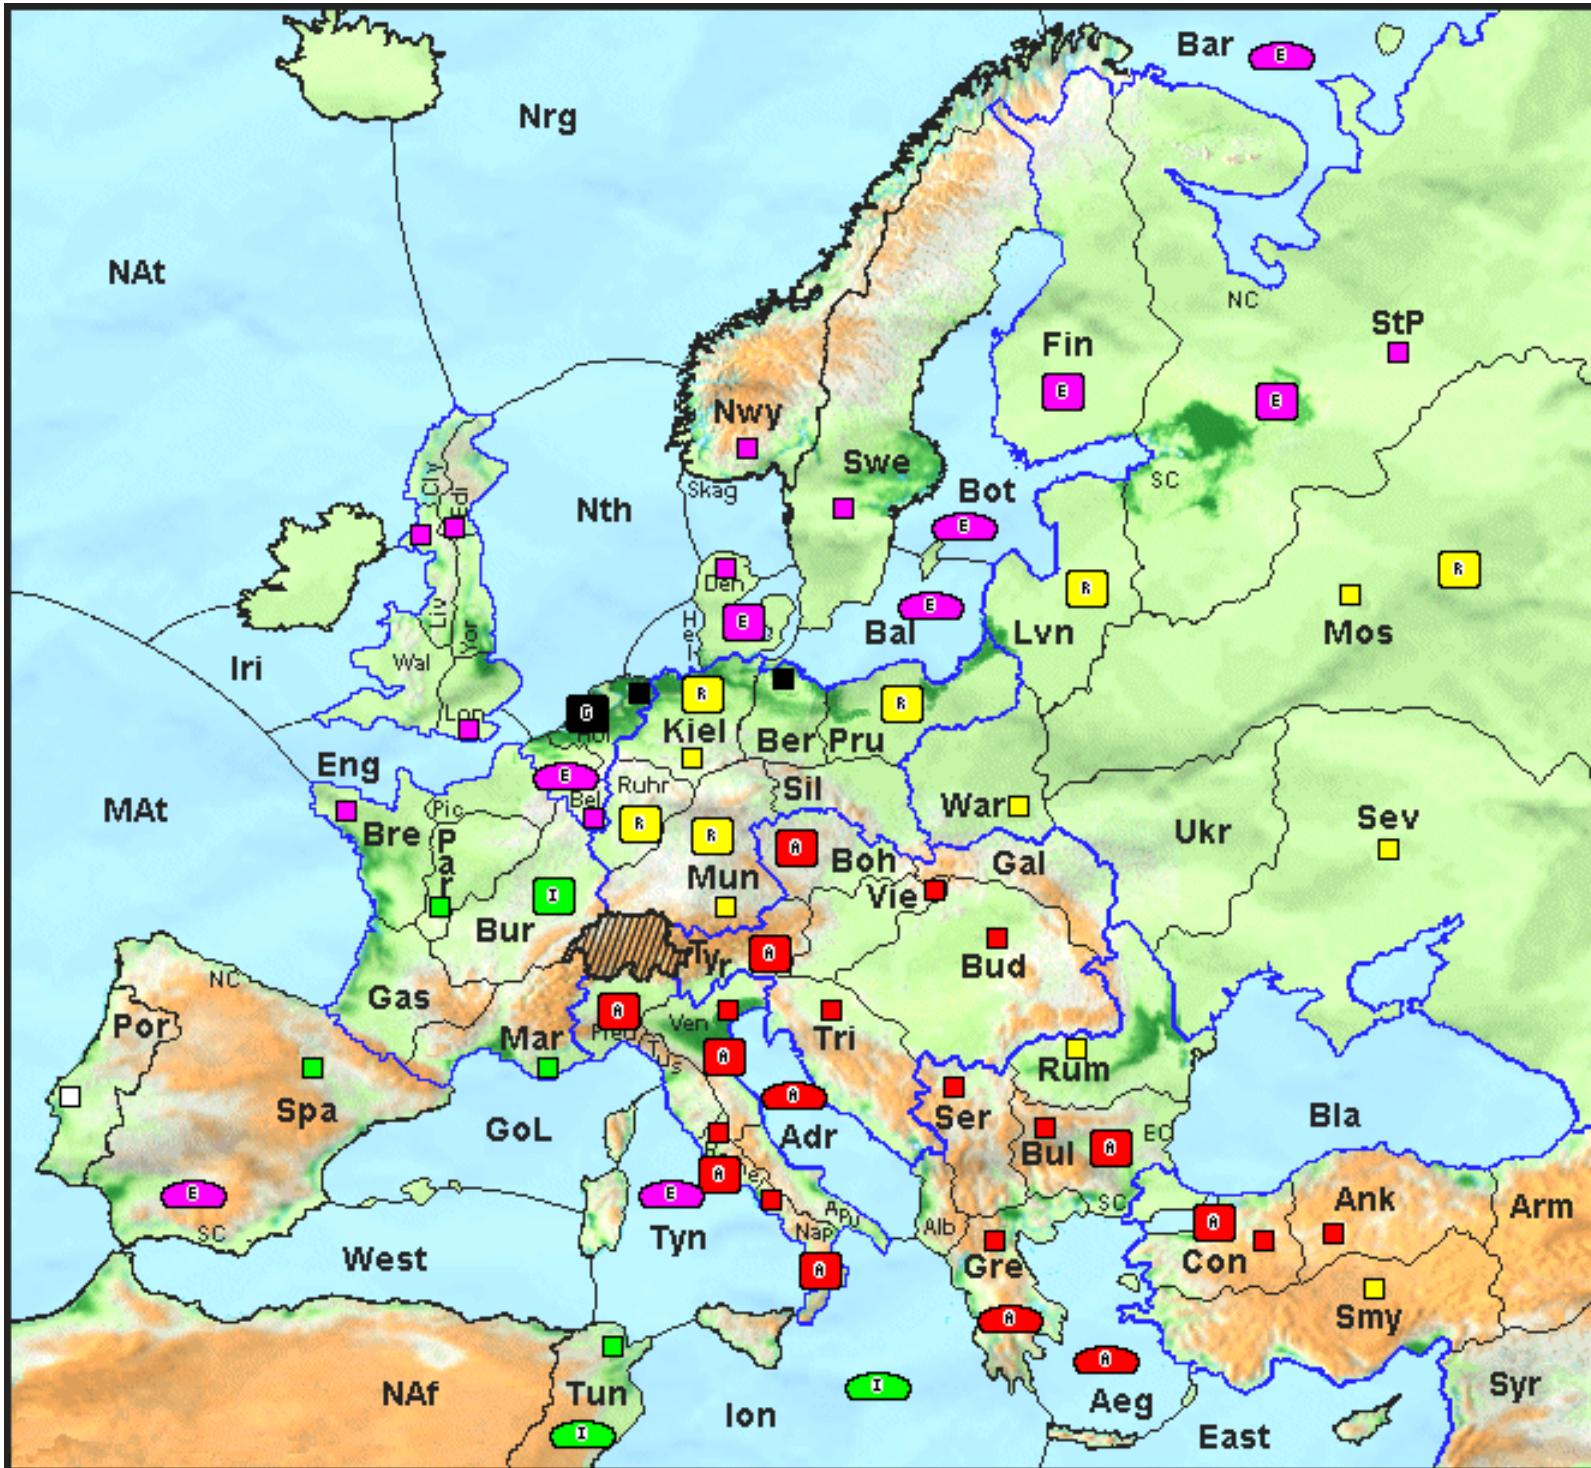 Bar
E
Nrg
NAt
NC
StP
Fin
E
E
Nwy
Swe
Cly
Edi
Skag
SC
Bot
Nth
E
Den
R
R
E
E
Hel
Bal
Lvn
Mos
Liv
Yor
Wal
Iri
R
R
G
Lon
Hol
Kiel
Ber
Pru
Eng
E
Ruhr
Sil
Bel
War
MAt
Pic
Bre
Par
R
R
A
Boh
Gal
Ukr
Sev
Mun
Vie
I
Bur
Tyr
A
Bud
NC
Gas
Por
A
Pied
Ven
Mar
Tri
Tus
A
Rum
Spa
A
Ser
GoL
Adr
Bla
Bul
A
EC
E
E
A
Ank
Arm
SC
Tyn
Apu
Nap
Alb
SC
A
West
A
Gre
Con
A
Smy
A
NAf
Tun
I
Ion
I
Aeg
Syr
East